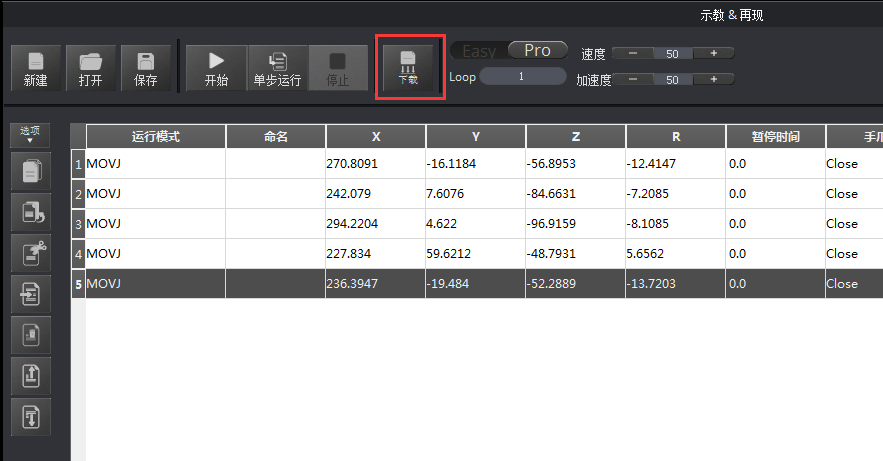 示教 & 再现
新建 打开 保存 开始 单步运行 停止 下载
Easy Pro
Loop 1
速度 － 50 ＋
加速度 － 50 ＋
选项
运行模式 命名 X Y Z R 暂停时间
1 MOVJ 270.8091 -16.1184 -56.8953 -12.4147 0.0 Close
2 MOVJ 242.079 7.6076 -84.6631 -7.2085 0.0 Close
3 MOVJ 294.2204 4.622 -96.9159 -8.1085 0.0 Close
4 MOVJ 227.834 59.6212 -48.7931 5.6562 0.0 Close
5 MOVJ 236.3947 -19.484 -52.2889 -13.7203 0.0 Close